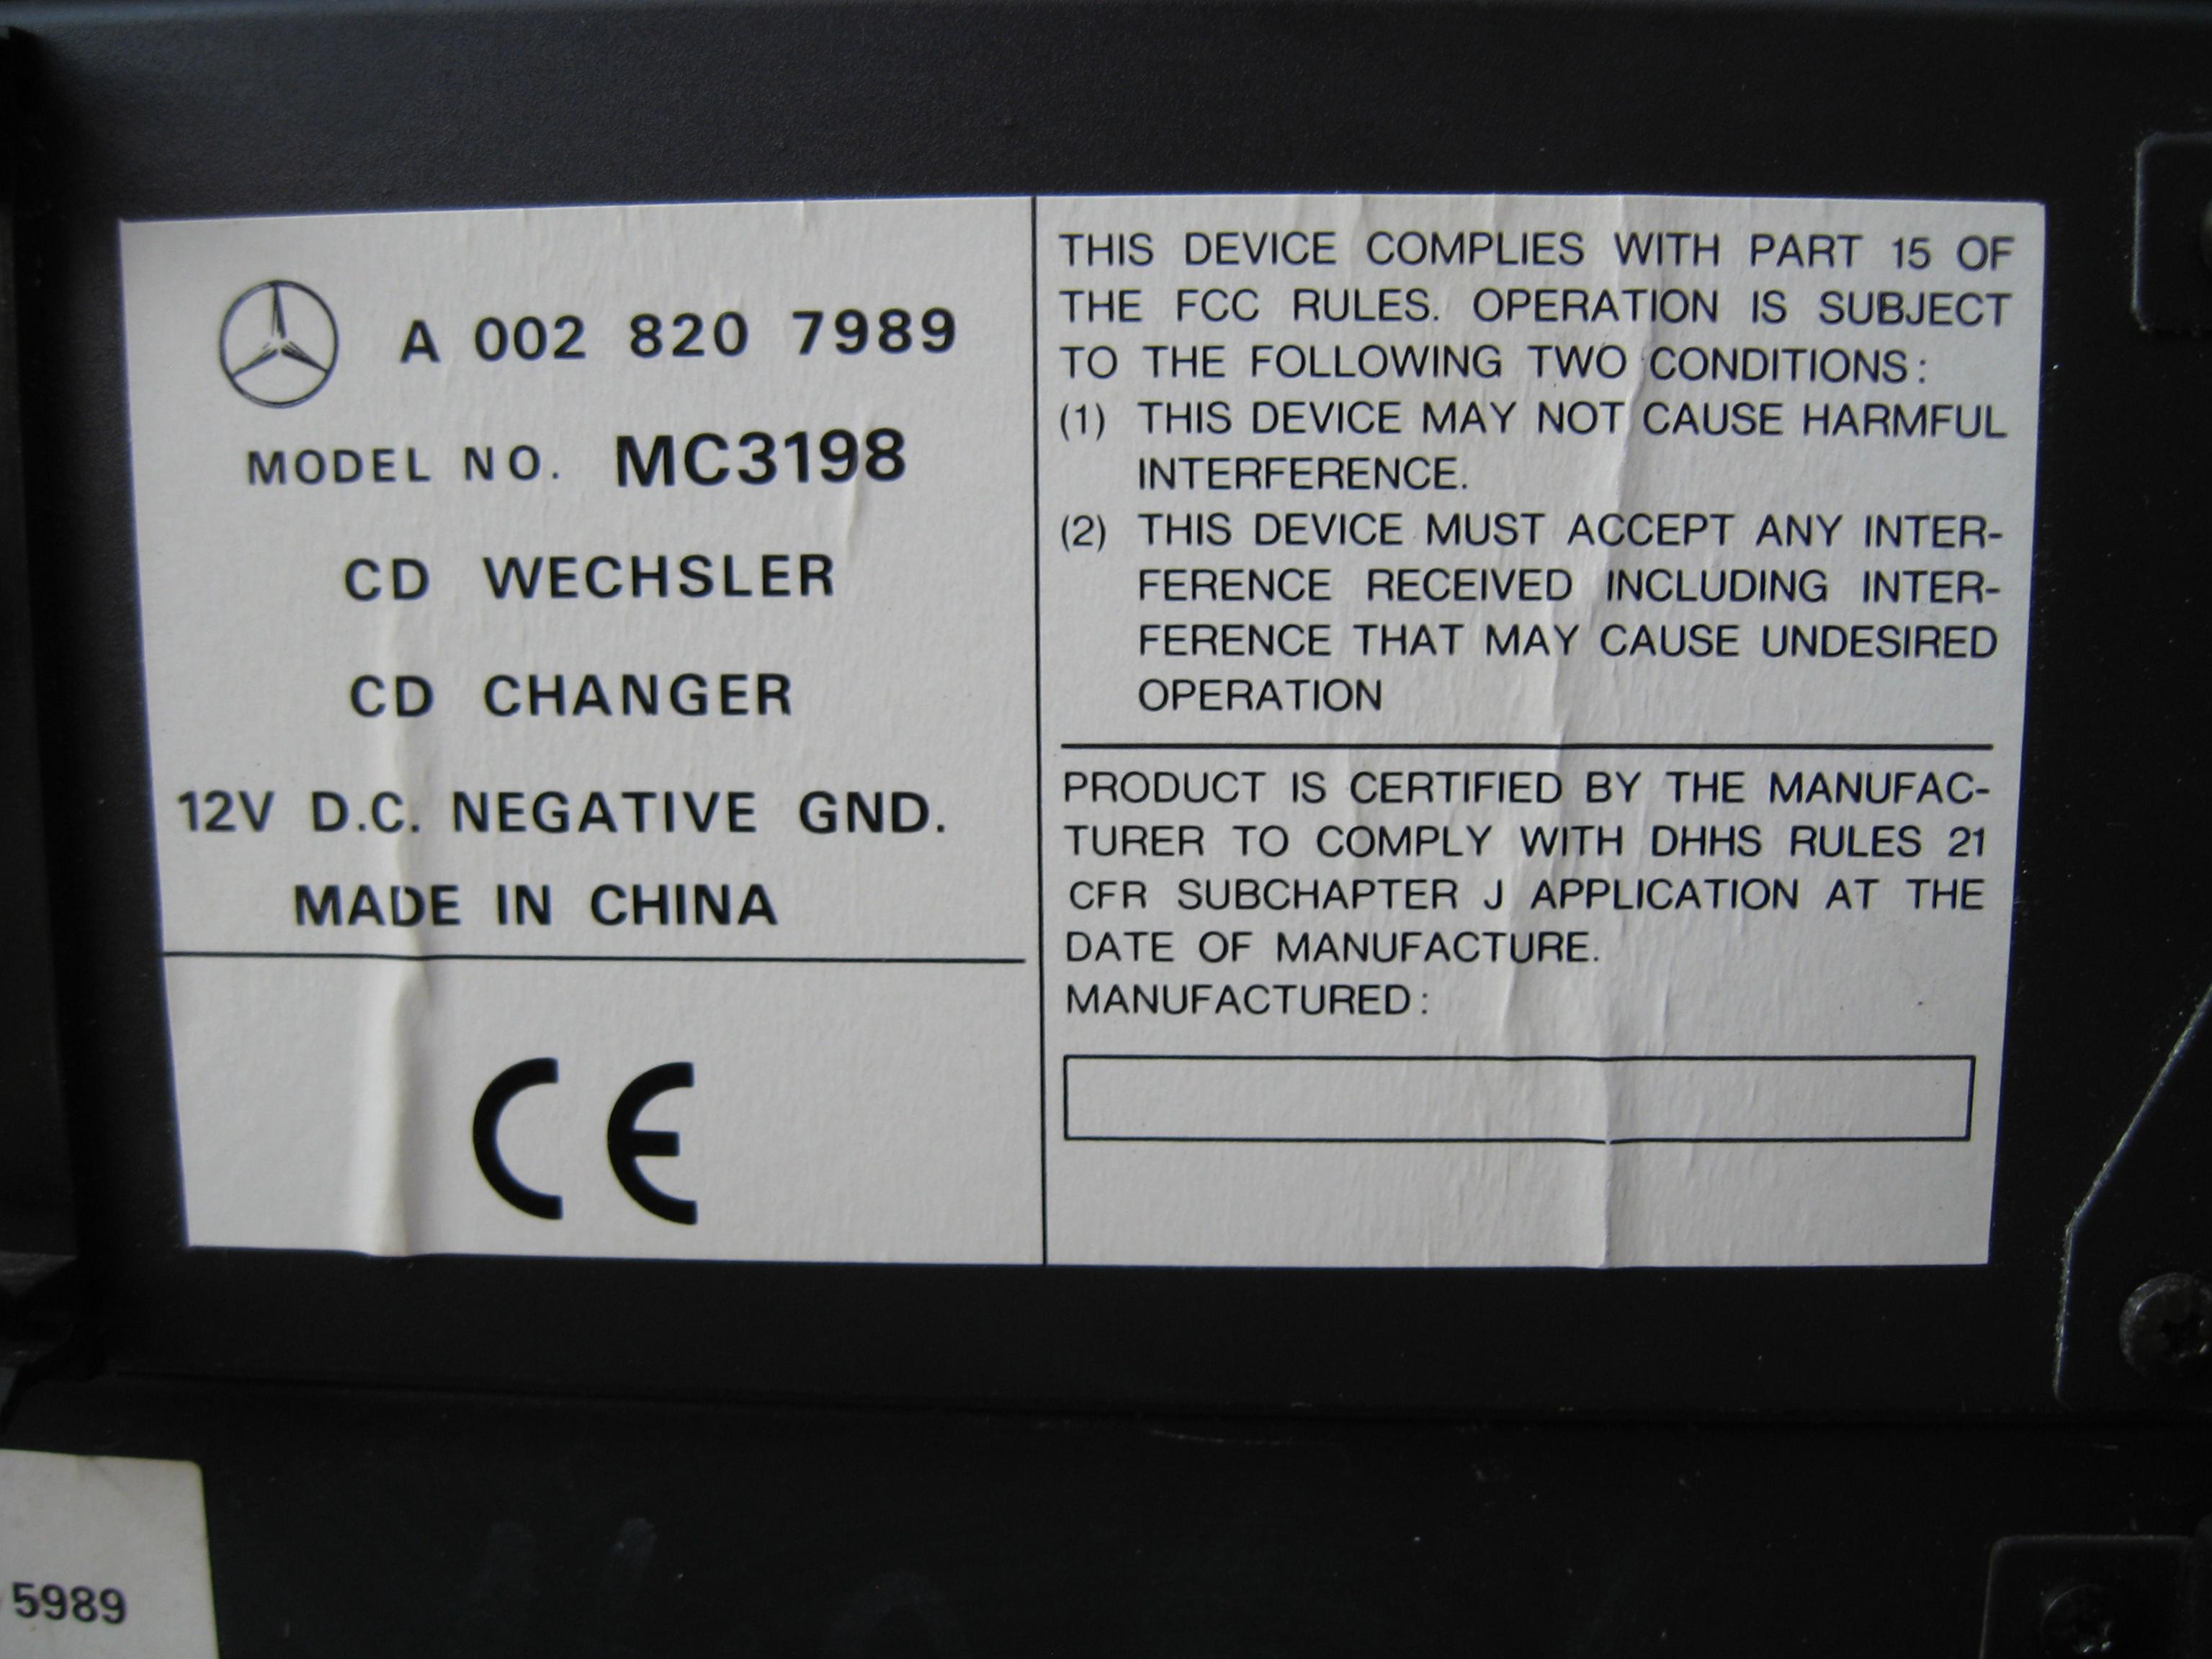 A 002 820 7989
MODEL NO. MC3198
CD WECHSLER
CD CHANGER
12V D.C. NEGATIVE GND.
MADE IN CHINA
CE
THIS DEVICE COMPLIES WITH PART 15 OF
THE FCC RULES. OPERATION IS SUBJECT
TO THE FOLLOWING TWO CONDITIONS:
(1) THIS DEVICE MAY NOT CAUSE HARMFUL
INTERFERENCE.
(2) THIS DEVICE MUST ACCEPT ANY INTER-
FERENCE RECEIVED INCLUDING INTER-
FERENCE THAT MAY CAUSE UNDESIRED
OPERATION
PRODUCT IS CERTIFIED BY THE MANUFAC-
TURER TO COMPLY WITH DHHS RULES 21
CFR SUBCHAPTER J APPLICATION AT THE
DATE OF MANUFACTURE.
MANUFACTURED:
5989